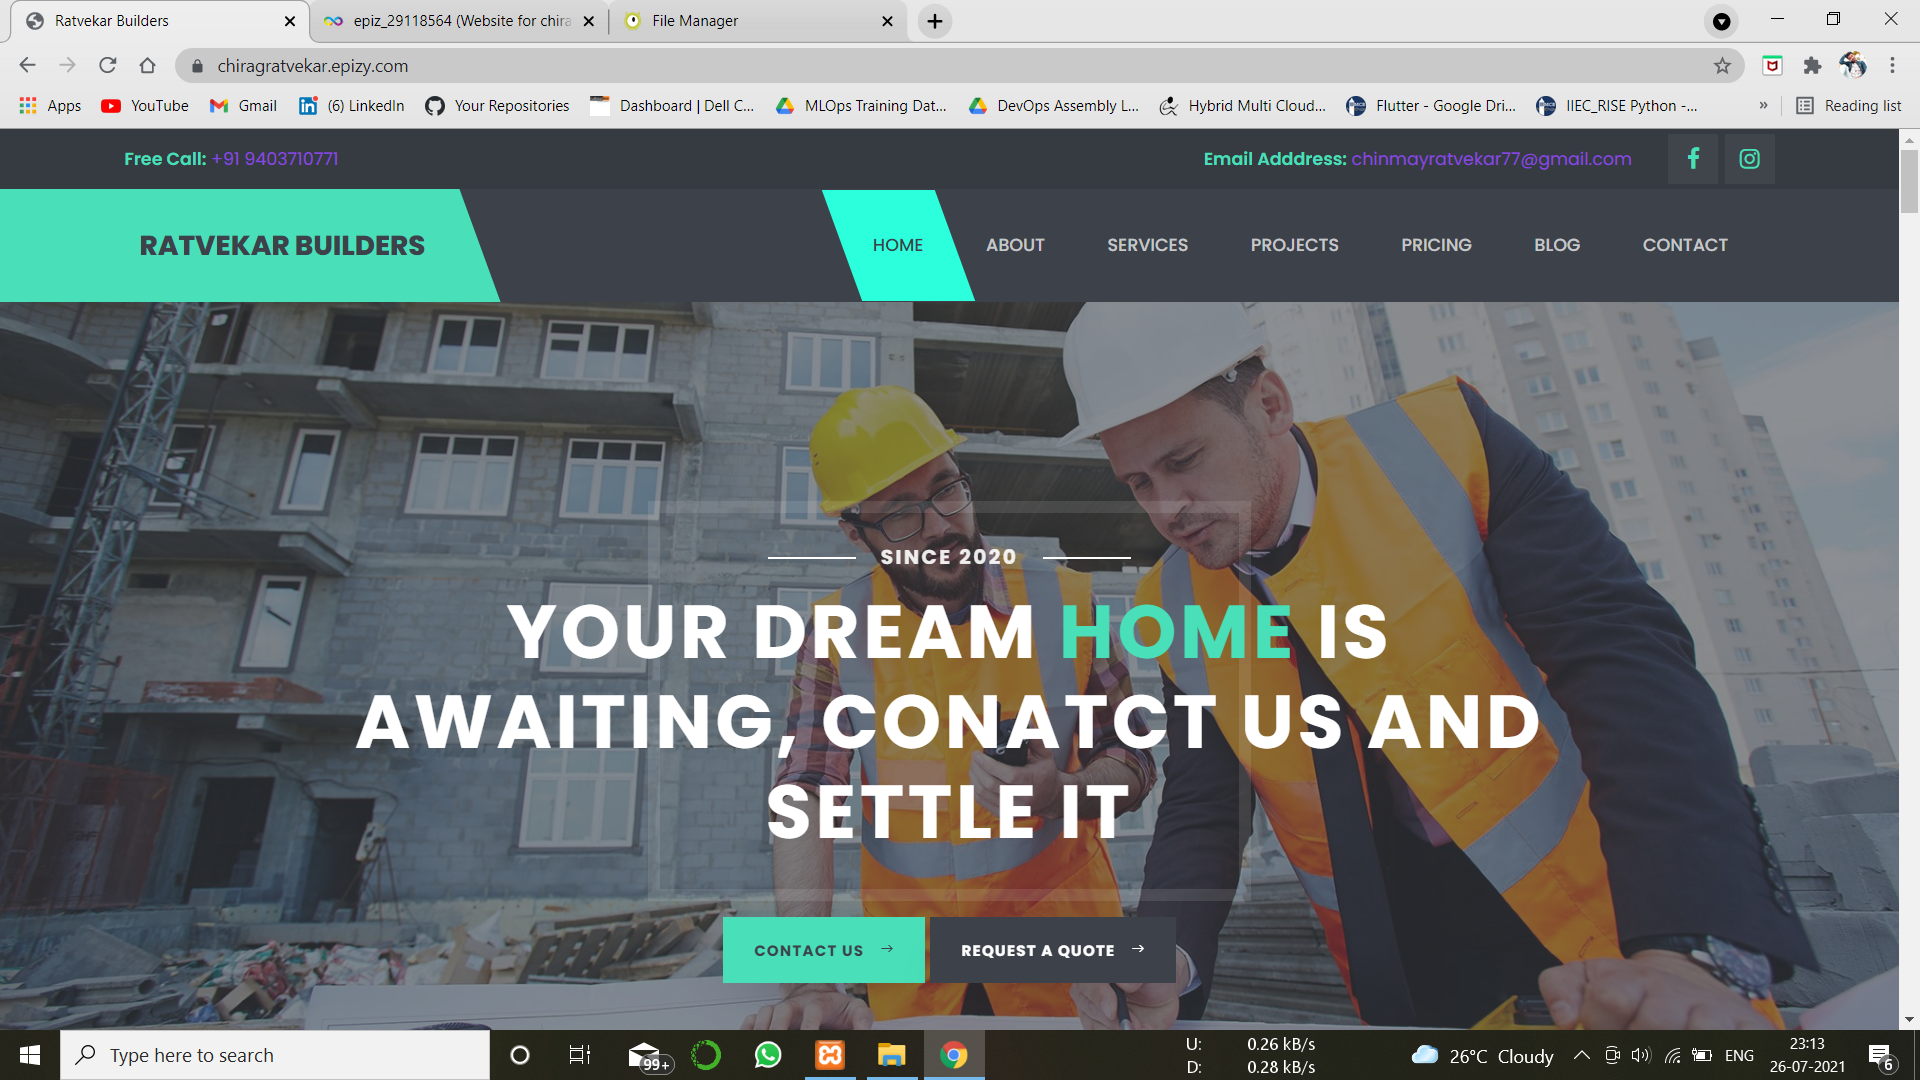 Ratvekar Builders
epiz_29118564 (Website for chira
File Manager
chiragratvekar.epizy.com
Apps
YouTube
Gmail
(6) LinkedIn
Your Repositories
Dashboard | Dell C...
MLOps Training Dat...
DevOps Assembly L...
Hybrid Multi Cloud...
Flutter - Google Dri...
IIEC_RISE Python -...
»
Reading list
Free Call: +91 9403710771
Email Adddress: chinmayratvekar77@gmail.com
RATVEKAR BUILDERS
HOME
ABOUT
SERVICES
PROJECTS
PRICING
BLOG
CONTACT
SINCE 2020
YOUR DREAM HOME IS
AWAITING, CONATCT US AND
SETTLE IT
CONTACT US →
REQUEST A QUOTE →
Type here to search
99+
U: 0.26 kB/s
D: 0.28 kB/s
26°C Cloudy
ENG
23:13
26-07-2021
6